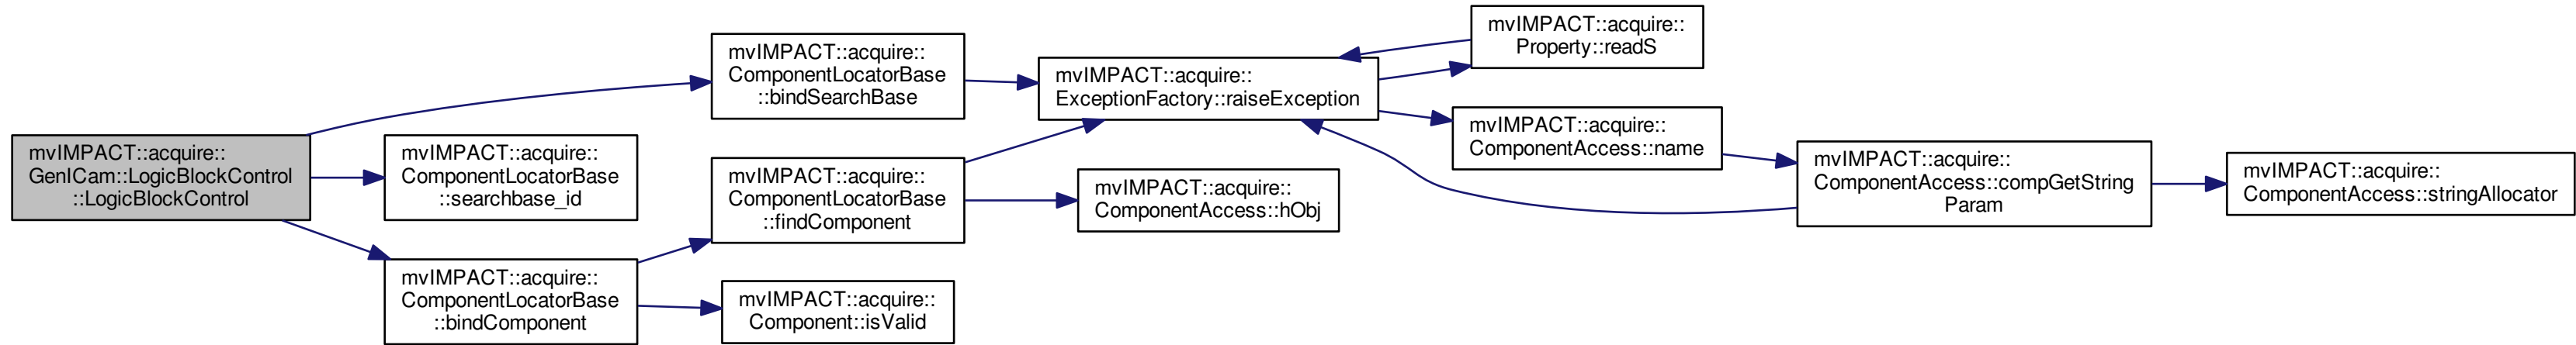 mvIMPACT::acquire::
GenICam::LogicBlockControl
::LogicBlockControl
mvIMPACT::acquire::
ComponentLocatorBase
::bindSearchBase
mvIMPACT::acquire::
ComponentLocatorBase
::searchbase_id
mvIMPACT::acquire::
ComponentLocatorBase
::bindComponent
mvIMPACT::acquire::
ComponentLocatorBase
::findComponent
mvIMPACT::acquire::
Component::isValid
mvIMPACT::acquire::
ExceptionFactory::raiseException
mvIMPACT::acquire::
ComponentAccess::hObj
mvIMPACT::acquire::
Property::readS
mvIMPACT::acquire::
ComponentAccess::name
mvIMPACT::acquire::
ComponentAccess::compGetString
Param
mvIMPACT::acquire::
ComponentAccess::stringAllocator